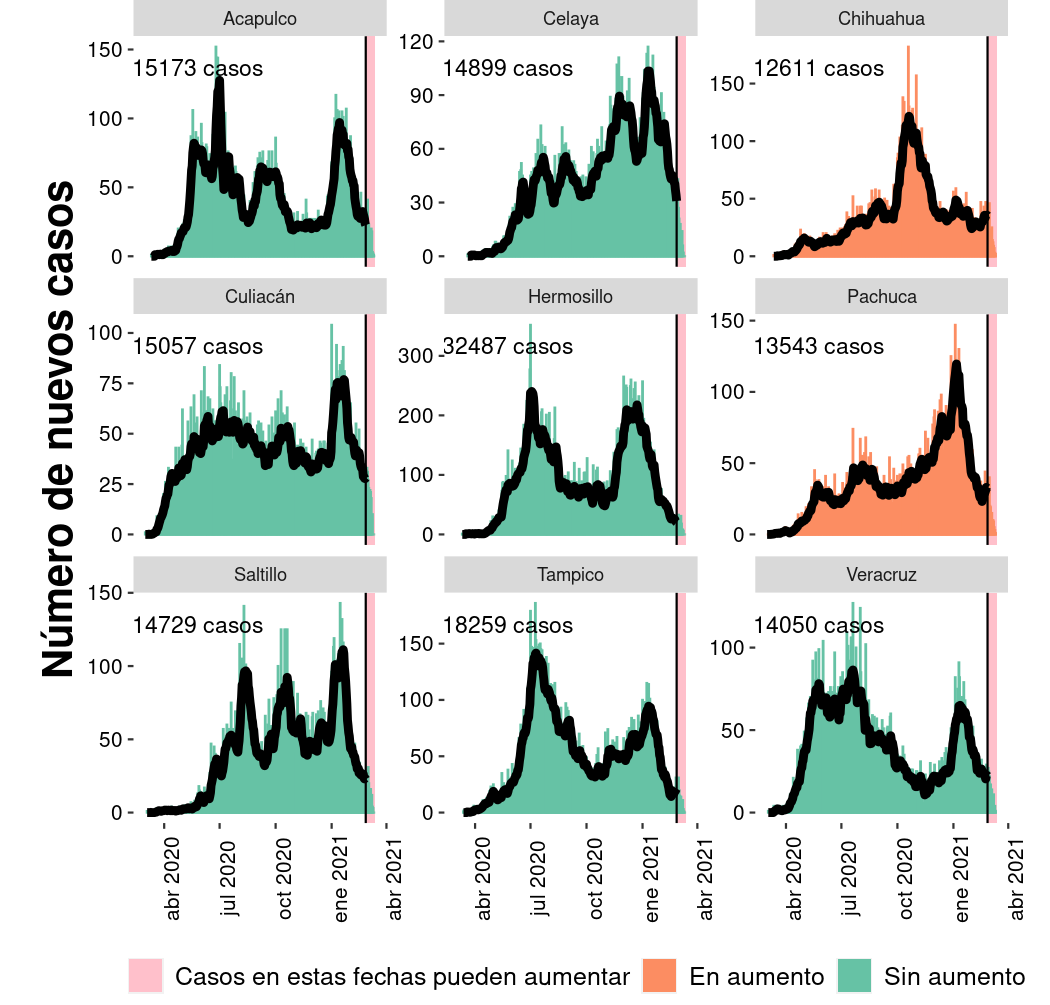 Número de nuevos casos
Acapulco
Celaya
Chihuahua
150
100
50
0
15173 casos
120
90
60
30
0
14899 casos
150
100
50
0
12611 casos
Culiacán
Hermosillo
Pachuca
100
75
50
25
0
15057 casos
300
200
100
0
32487 casos
150
100
50
0
13543 casos
Saltillo
Tampico
Veracruz
150
100
50
0
14729 casos
150
100
50
0
18259 casos
100
50
0
14050 casos
abr 2020
jul 2020
oct 2020
ene 2021
abr 2021
abr 2020
jul 2020
oct 2020
ene 2021
abr 2021
abr 2020
jul 2020
oct 2020
ene 2021
abr 2021
Casos en estas fechas pueden aumentar
En aumento
Sin aumento